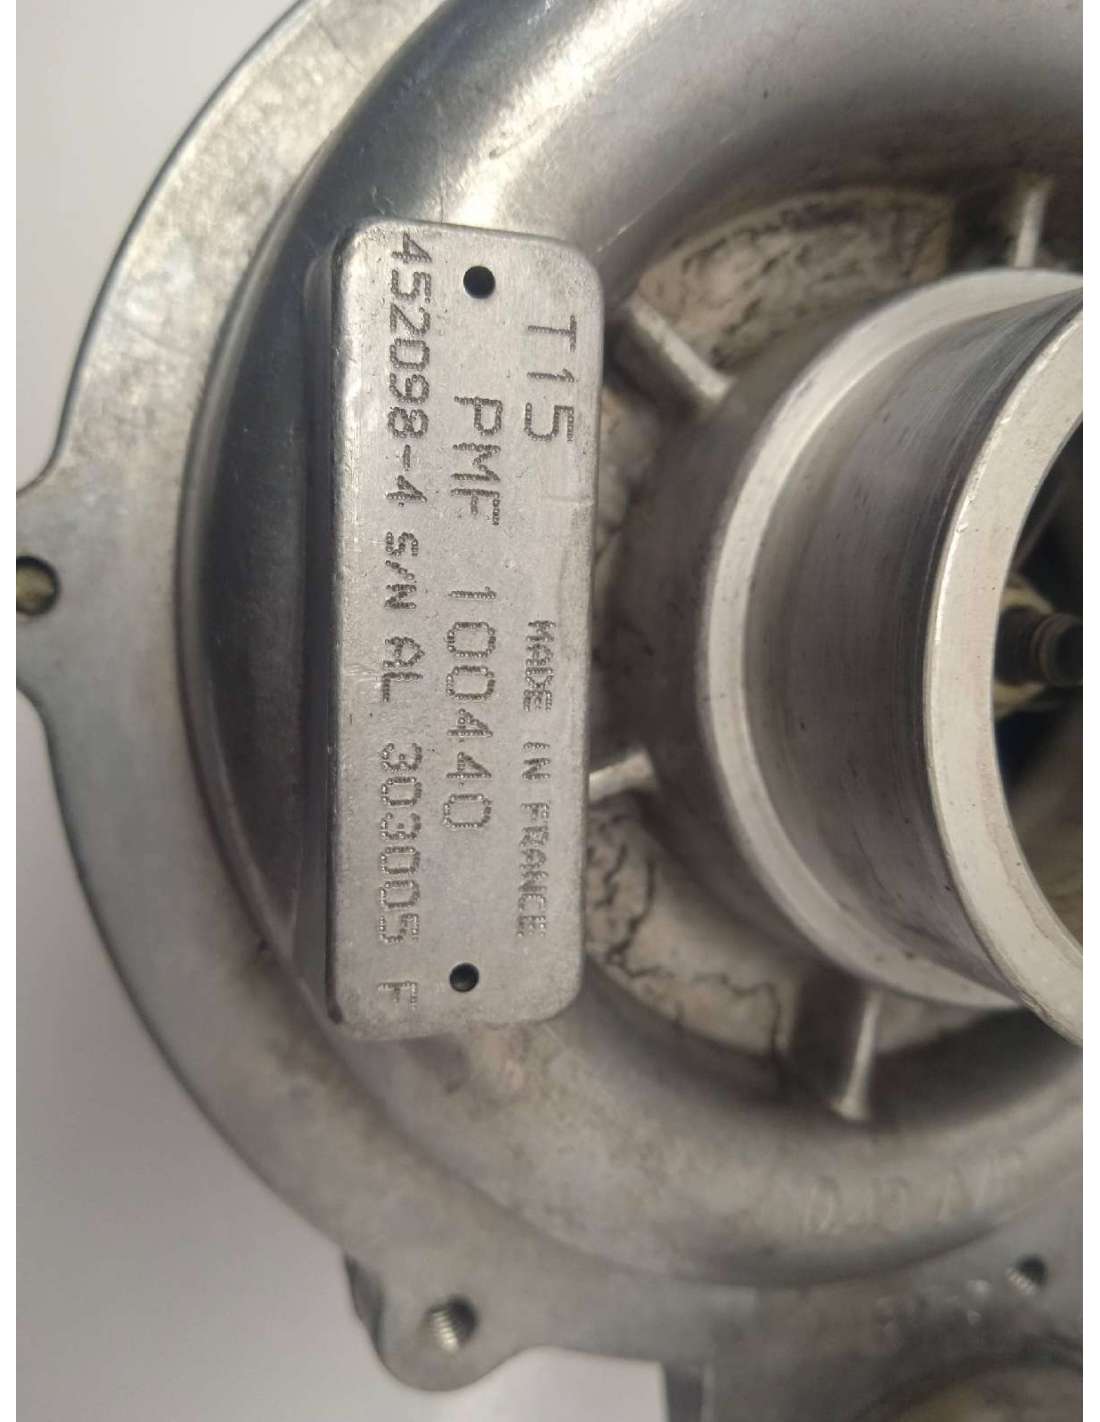 T15 MADE IN FRANCE
PMF 100440
452098-4 S/N AL 303005 F